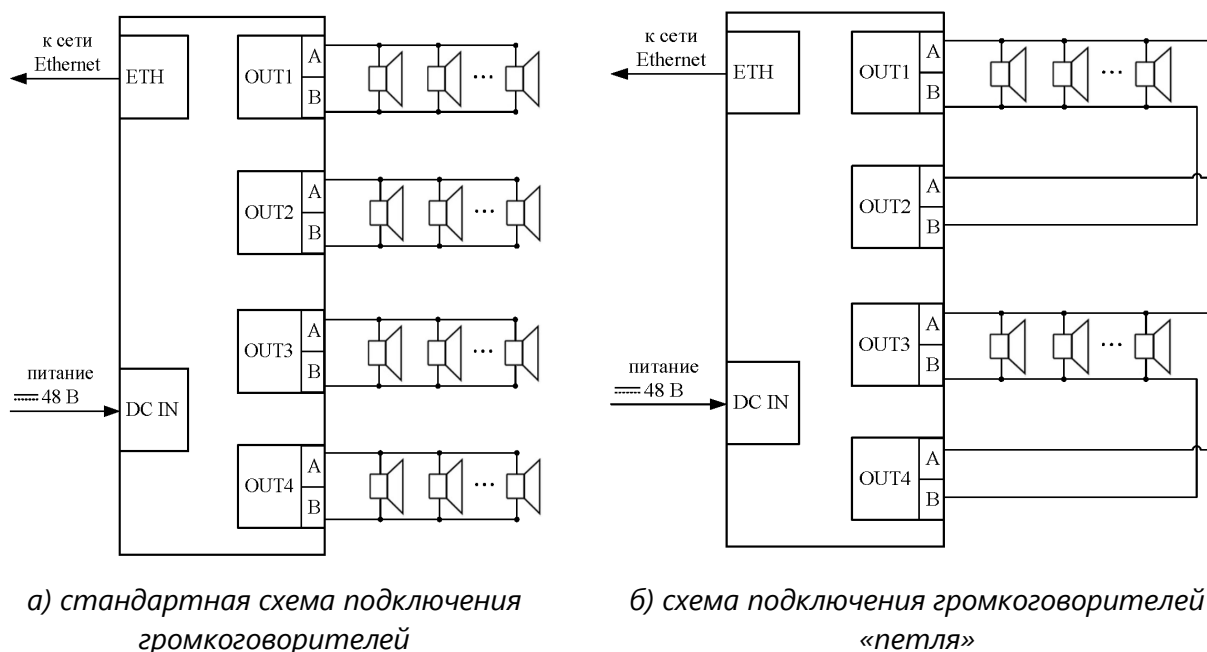 к сети
Ethernet
ETH
OUT1
A
B
...
OUT2
A
B
...
OUT3
A
B
...
питание
48 В
DC IN
OUT4
A
B
...
а) стандартная схема подключения
громкоговорителей
к сети
Ethernet
ETH
OUT1
A
B
...
OUT2
A
B
OUT3
A
B
...
питание
48 В
DC IN
OUT4
A
B
б) схема подключения громкоговорителей
«петля»